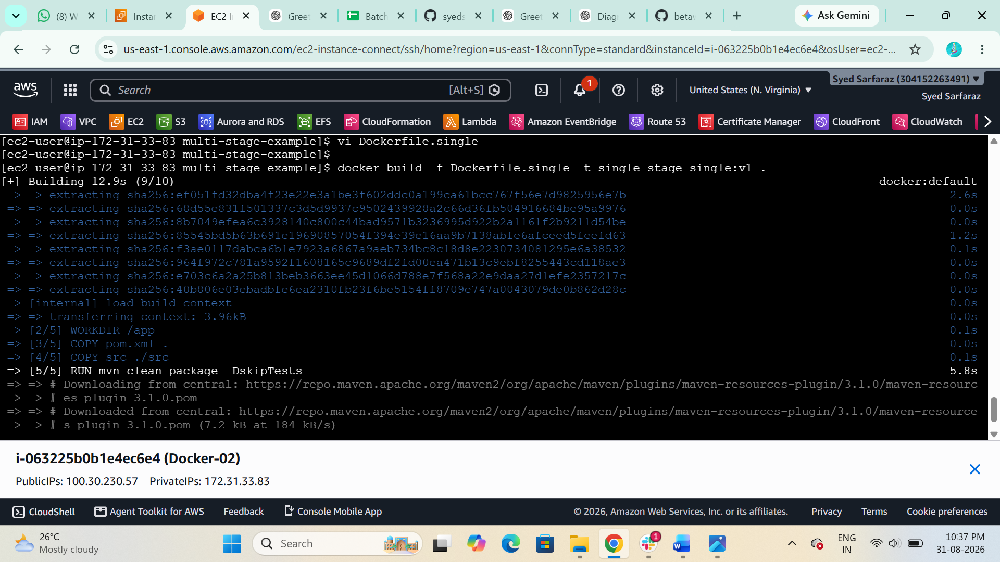 (8) W
Instar
EC2 I
Greet
Batch
syeds
Greet
Diagr
betaw
Ask Gemini
us-east-1.console.aws.amazon.com/ec2-instance-connect/ssh/home?region=us-east-1&connType=standard&instanceId=i-063225b0b1e4ec6e4&osUser=ec2-...
aws
Search
[Alt+S]
1
United States (N. Virginia)
Syed Sarfaraz (304152263491)
Syed Sarfaraz
IAM
VPC
EC2
S3
Aurora and RDS
EFS
CloudFormation
Lambda
Amazon EventBridge
Route 53
Certificate Manager
CloudFront
CloudWatch
[ec2-user@ip-172-31-33-83 multi-stage-example]$ vi Dockerfile.single
[ec2-user@ip-172-31-33-83 multi-stage-example]$
[ec2-user@ip-172-31-33-83 multi-stage-example]$ docker build -f Dockerfile.single -t single-stage-single:v1 .
[+] Building 12.9s (9/10) docker:default
=> => extracting sha256:ef051fd32dba4f23e22e3a1be3f602ddc0a199ca61bcc767f56e7d9825956e7b 2.6s
=> => extracting sha256:68d55e831f501337c3d5d9937c9502439928a2c66d36fb504916684be95a9976 0.0s
=> => extracting sha256:8b7049efea6c3928140c800c44bad9571b3236995d922b2a1161f2b9211d54be 0.0s
=> => extracting sha256:85545bd5b63b691e19690857054f394e39e16aa9b7138abfe6afceed5feefd63 1.2s
=> => extracting sha256:f3ae0117dabca6b1e7923a6867a9aeb734bc8c18d8e2230734081295e6a38532 0.1s
=> => extracting sha256:964f972c781a9592f1608165c9689df2fd00ea471b13c9ebf8255443cd118ae3 0.0s
=> => extracting sha256:e703c6a2a25b813beb3663ee45d1066d788e7f568a22e9daa27d1efe2357217c 0.0s
=> => extracting sha256:40b806e03ebadbfe6ea2310fb23f6be5154ff8709e747a0043079de0b862d28c 0.0s
=> [internal] load build context 0.0s
=> => transferring context: 3.96kB 0.0s
=> [2/5] WORKDIR /app 0.1s
=> [3/5] COPY pom.xml . 0.0s
=> [4/5] COPY src ./src 0.1s
=> [5/5] RUN mvn clean package -DskipTests 5.8s
=> => # Downloading from central: https://repo.maven.apache.org/maven2/org/apache/maven/plugins/maven-resources-plugin/3.1.0/maven-resourc
=> => # es-plugin-3.1.0.pom
=> => # Downloaded from central: https://repo.maven.apache.org/maven2/org/apache/maven/plugins/maven-resources-plugin/3.1.0/maven-resource
=> => # s-plugin-3.1.0.pom (7.2 kB at 184 kB/s)
i-063225b0b1e4ec6e4 (Docker-02)
PublicIPs: 100.30.230.57 PrivateIPs: 172.31.33.83
CloudShell
Agent Toolkit for AWS
Feedback
Console Mobile App
© 2026, Amazon Web Services, Inc. or its affiliates.
Privacy
Terms
Cookie preferences
26°C
Mostly cloudy
Search
1
ENG
IN
10:37 PM
31-08-2026